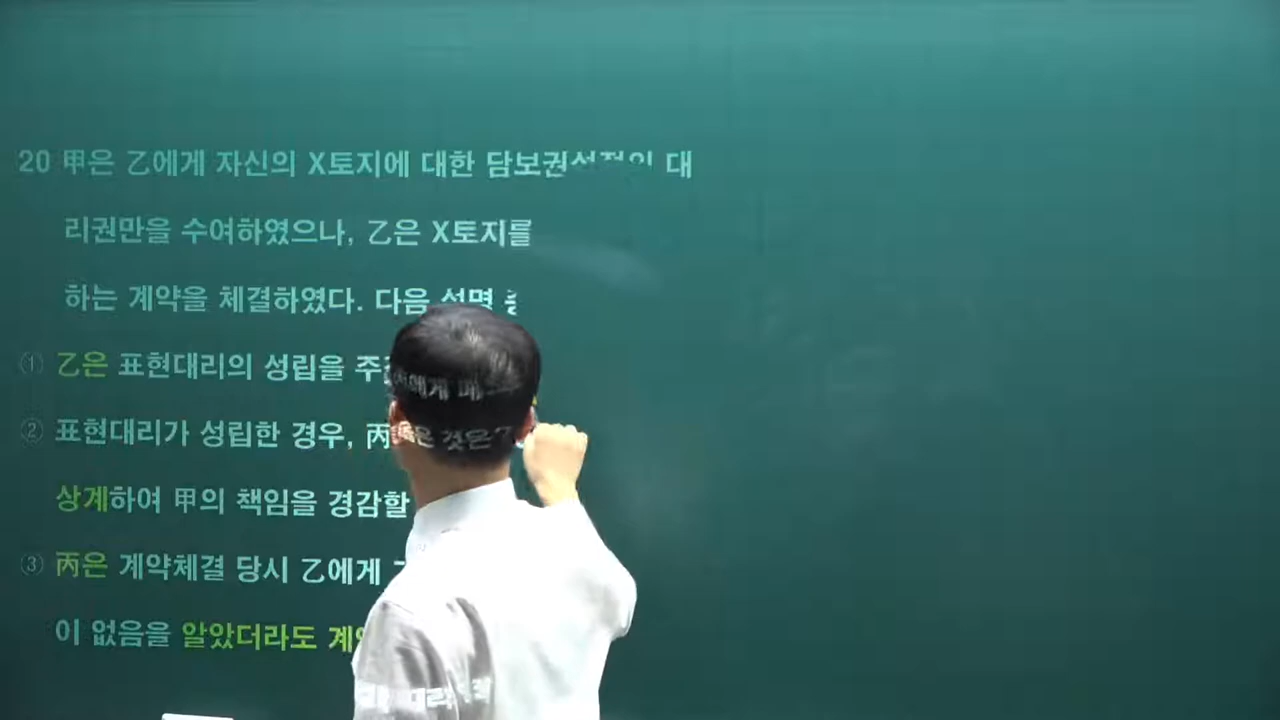 20 甲은 乙에게 자신의 X토지에 대한 담보권설정의 대
리권만을 수여하였으나, 乙은 X토지를
하는 계약을 체결하였다. 다음 설명
① 乙은 표현대리의 성립을
② 표현대리가 성립한 경우, 丙
상계하여 甲의 책임을 경감할
③ 丙은 계약체결 당시 乙에게
이 없음을 알았더라도